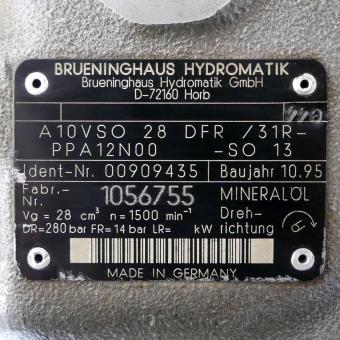 BRUENINGHAUS HYDROMATIK
Brueninghaus Hydromatik GmbH
D-72160 Horb
A10VSO 28 DFR /31R-
PPA12N00 -SO 13
Ident-Nr. 00909435 Baujahr 10.95
Fabr.-
Nr. 1056755 MINERALÖL
Vg = 28 cm³ n=1500 min⁻¹ Dreh-
DR=280 bar FR=14 bar LR= kW richtung
MADE IN GERMANY